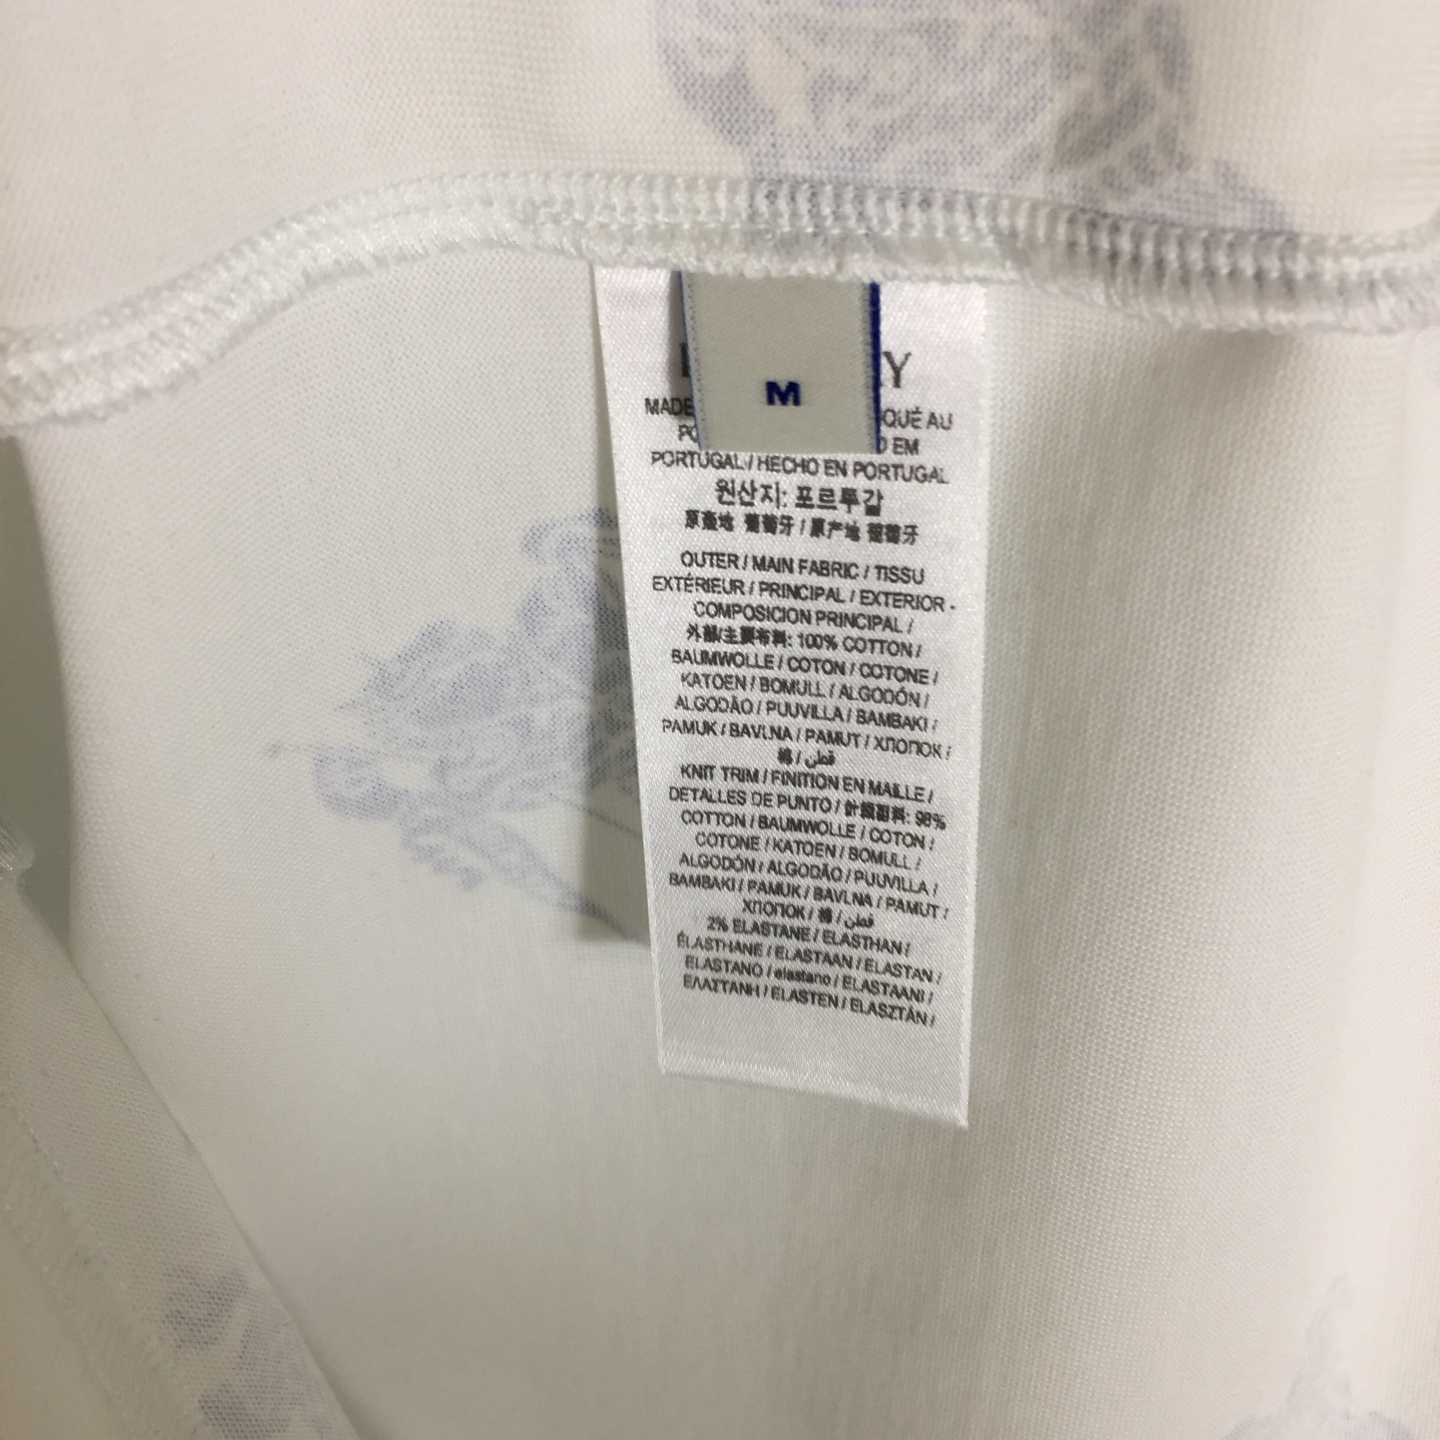 M
Y
MADE QUÉ AU
EM
PORTUGAL / HECHO EN PORTUGAL
원산지: 포르투갈
原產地 葡萄牙 / 原产地 葡萄牙
OUTER / MAIN FABRIC / TISSU
EXTÉRIEUR / PRINCIPAL / EXTERIOR -
COMPOSICION PRINCIPAL /
外部/主要布料: 100% COTTON /
BAUMWOLLE / COTON / COTONE /
KATOEN / BOMULL / ALGODÓN /
ALGODÃO / PUUVILLA / BAMBAKI /
PAMUK / BAVLNA / PAMUT / ХЛОПОК /
棉 / قطن /
KNIT TRIM / FINITION EN MAILLE /
DETALLES DE PUNTO / 針織副料: 98%
COTTON / BAUMWOLLE / COTON /
COTONE / KATOEN / BOMULL /
ALGODÓN / ALGODÃO / PUUVILLA /
BAMBAKI / PAMUK / BAVLNA / PAMUT /
ХЛОПОК / 棉 / قطن /
2% ELASTANE / ELASTHAN /
ÉLASTHANE / ELASTAAN / ELASTAN /
ELASTANO / elastano / ELASTAANI /
ΕΛΑΣΤΑΝΗ / ELASTEN / ELASZTÁN /